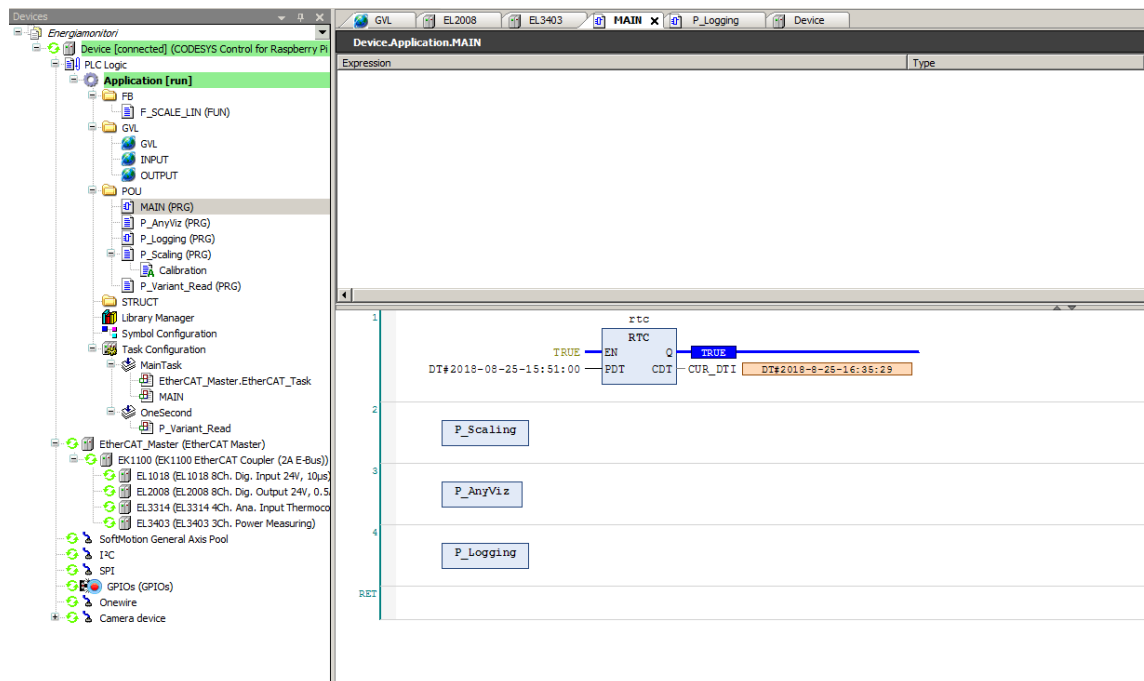 Devices
Energiamonitori
Device [connected] (CODESYS Control for Raspberry Pi
PLC Logic
Application [run]
FB
F_SCALE_LIN (FUN)
GVL
GVL
INPUT
OUTPUT
POU
MAIN (PRG)
P_AnyViz (PRG)
P_Logging (PRG)
P_Scaling (PRG)
Calibration
P_Variant_Read (PRG)
STRUCT
Library Manager
Symbol Configuration
Task Configuration
MainTask
EtherCAT_Master.EtherCAT_Task
MAIN
OneSecond
P_Variant_Read
EtherCAT_Master (EtherCAT Master)
EK1100 (EK1100 EtherCAT Coupler (2A E-Bus))
EL1018 (EL1018 8Ch. Dig. Input 24V, 10µs)
EL2008 (EL2008 8Ch. Dig. Output 24V, 0.5
EL3314 (EL3314 4Ch. Ana. Input Thermoco
EL3403 (EL3403 3Ch. Power Measuring)
SoftMotion General Axis Pool
I²C
SPI
GPIOs (GPIOs)
Onewire
Camera device
GVL EL2008 EL3403 MAIN P_Logging Device
Device.Application.MAIN
Expression Type
1
rtc
RTC
TRUE EN Q TRUE
DT#2018-08-25-15:51:00 PDT CDT CUR_DTI DT#2018-8-25-16:35:29
2
P_Scaling
3
P_AnyViz
4
P_Logging
RET